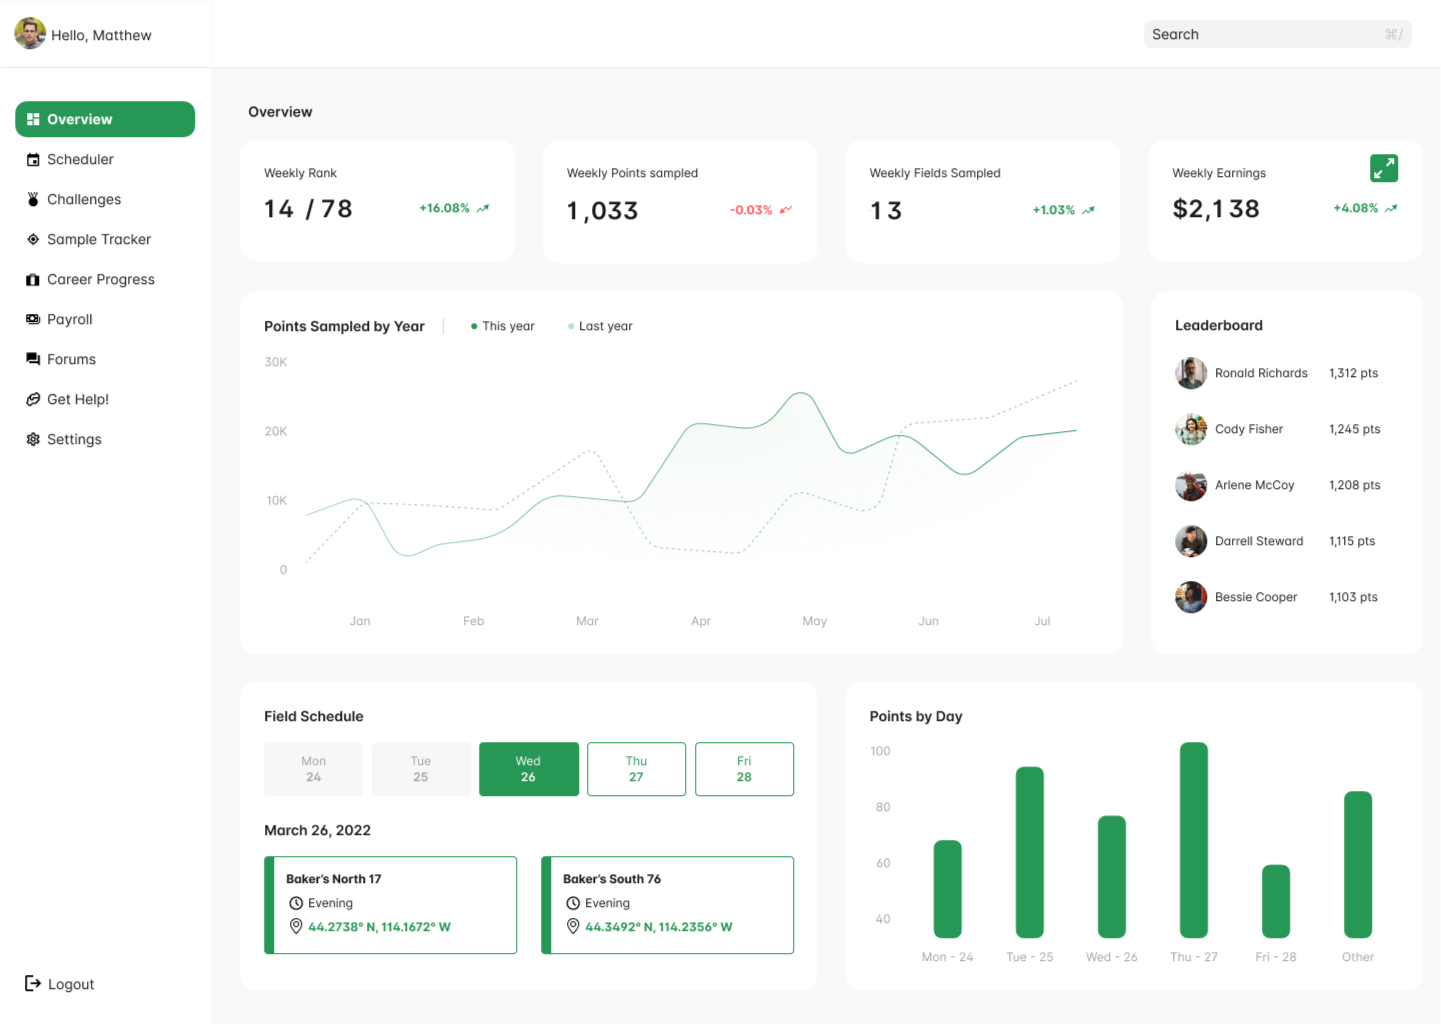 Hello, Matthew
Search ⌘/
Overview
Scheduler
Challenges
Sample Tracker
Career Progress
Payroll
Forums
Get Help!
Settings
Logout
Overview
Weekly Rank
14 / 78 +16.08%
Weekly Points sampled
1,033 -0.03%
Weekly Fields Sampled
13 +1.03%
Weekly Earnings
$2,138 +4.08%
Points Sampled by Year This year Last year
30K
20K
10K
0
Jan Feb Mar Apr May Jun Jul
Leaderboard
Ronald Richards 1,312 pts
Cody Fisher 1,245 pts
Arlene McCoy 1,208 pts
Darrell Steward 1,115 pts
Bessie Cooper 1,103 pts
Field Schedule
Mon Tue Wed Thu Fri
24 25 26 27 28
March 26, 2022
Baker’s North 17
Evening
44.2738° N, 114.1672° W
Baker’s South 76
Evening
44.3492° N, 114.2356° W
Points by Day
100
80
60
40
Mon - 24 Tue - 25 Wed - 26 Thu - 27 Fri - 28 Other